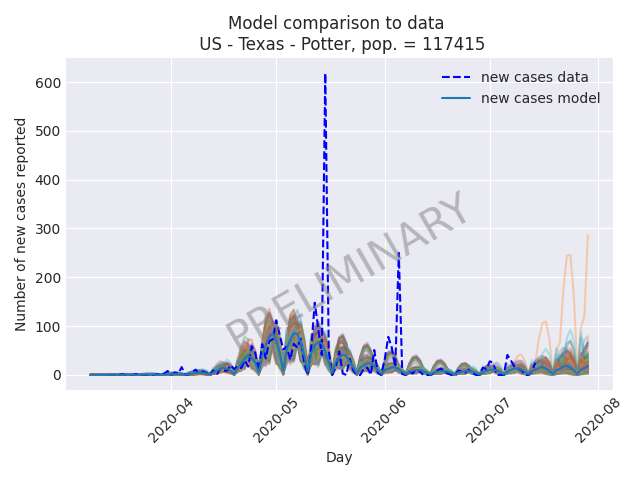 Model comparison to data
US - Texas - Potter, pop. = 117415
new cases data
new cases model
Number of new cases reported
600
500
400
300
200
100
0
PRELIMINARY
2020-04
2020-05
2020-06
2020-07
2020-08
Day